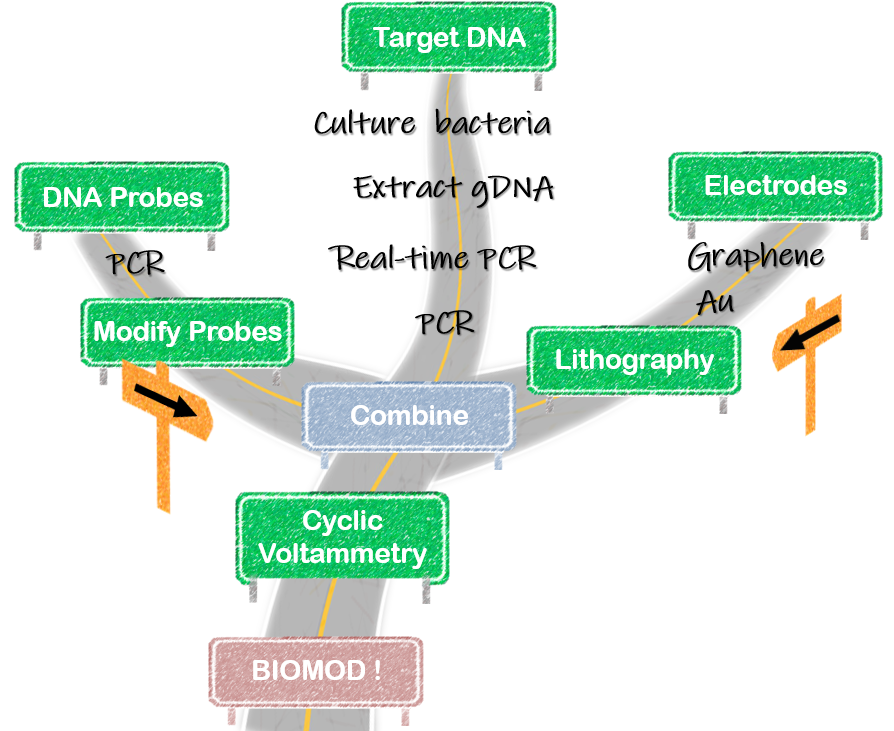 Target DNA
Culture bacteria
Extract gDNA
Real-time PCR
PCR
DNA Probes
PCR
Modify Probes
Electrodes
Graphene
Au
Lithography
Combine
Cyclic
Voltammetry
BIOMOD !